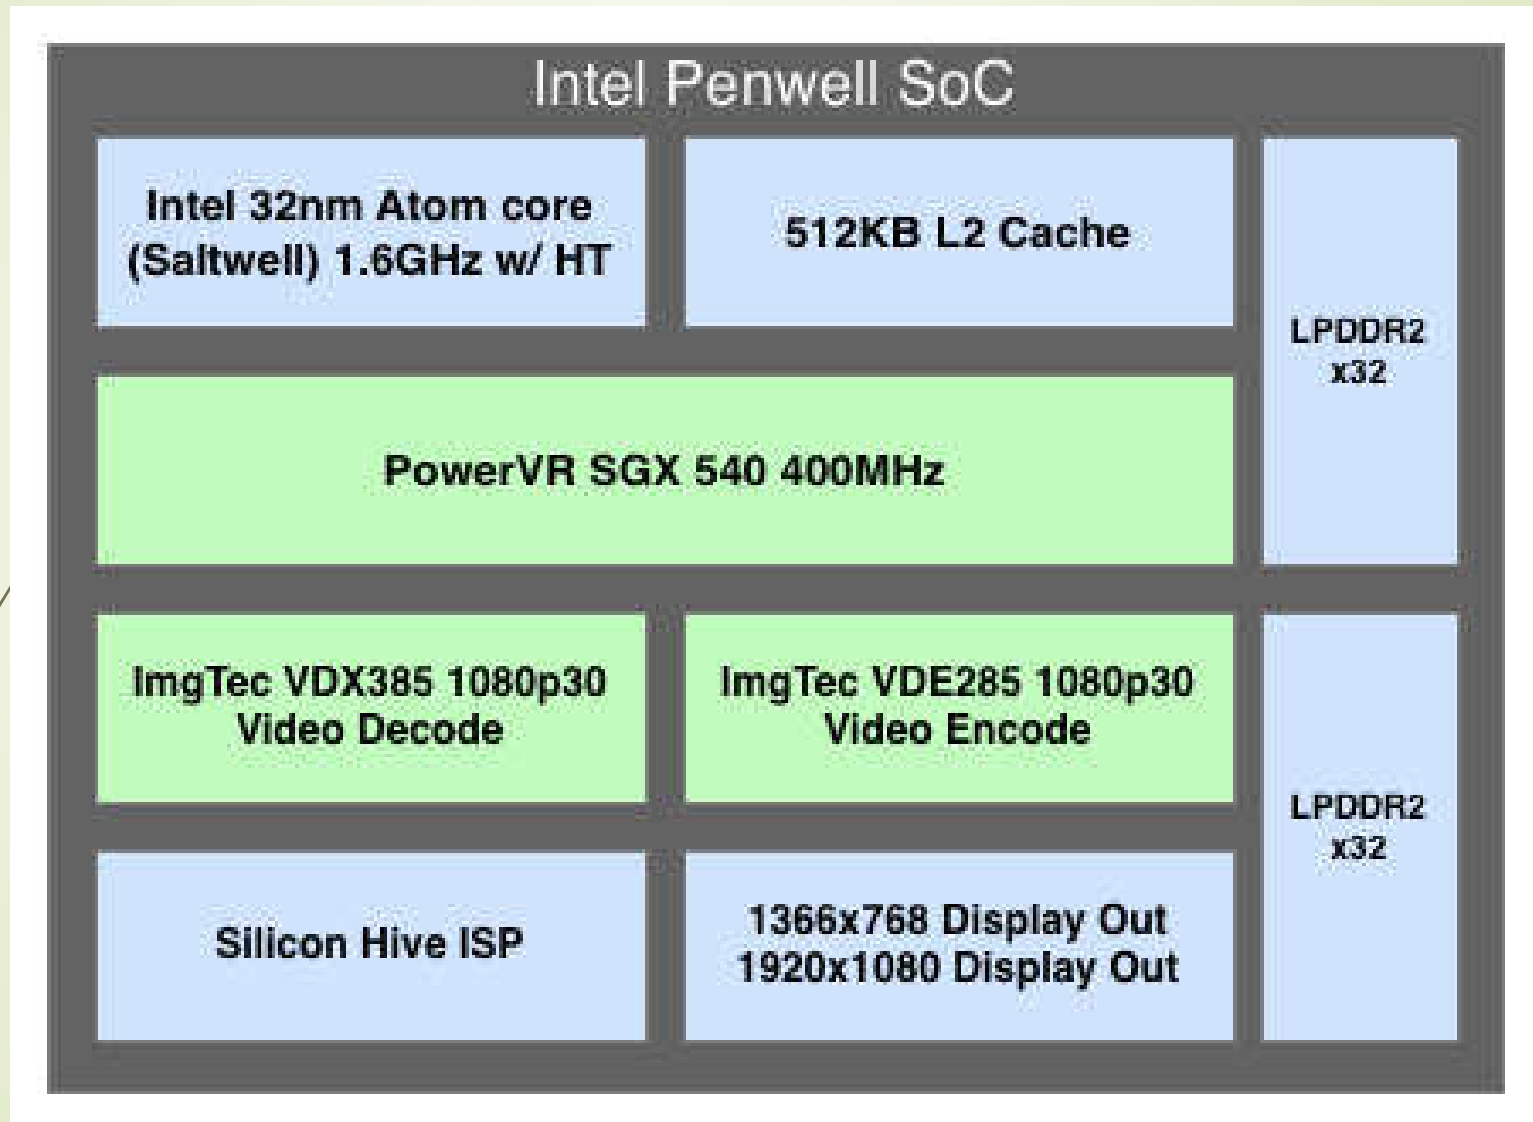 Intel Penwell SoC
Intel 32nm Atom core
(Saltwell) 1.6GHz w/ HT
512KB L2 Cache
LPDDR2
x32
PowerVR SGX 540 400MHz
ImgTec VDX385 1080p30
Video Decode
ImgTec VDE285 1080p30
Video Encode
LPDDR2
x32
Silicon Hive ISP
1366x768 Display Out
1920x1080 Display Out